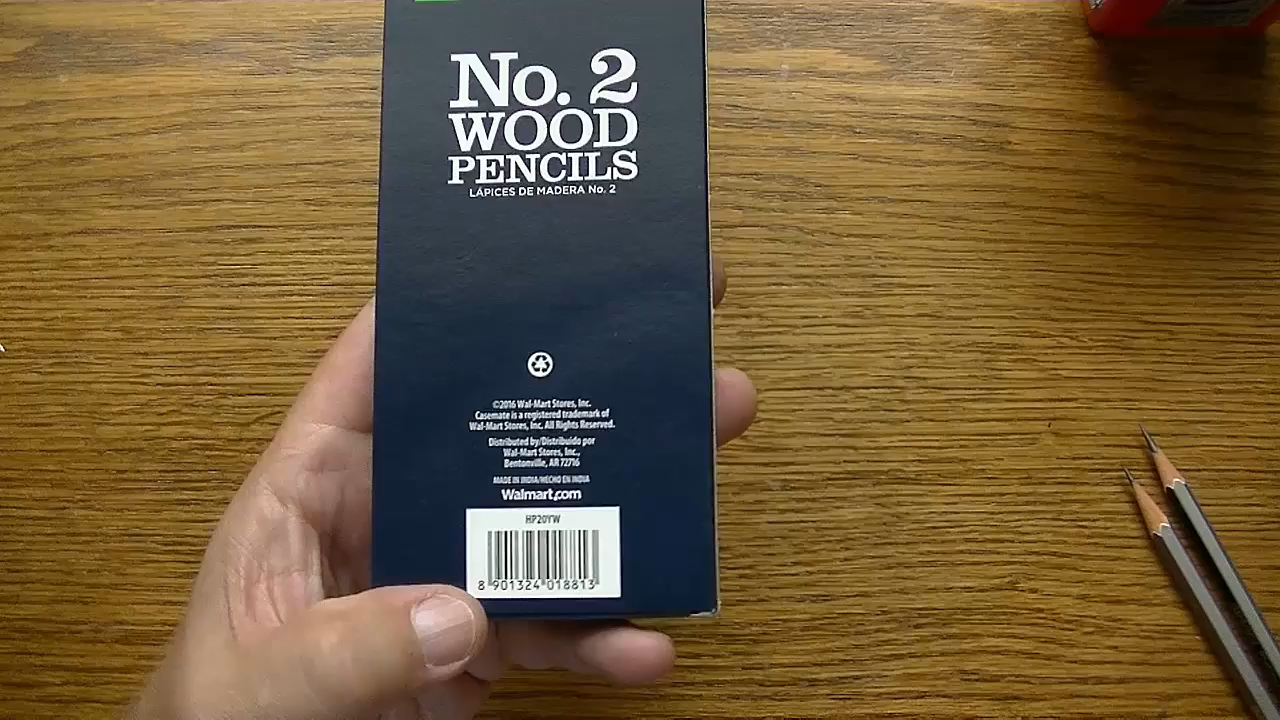 No. 2
WOOD
PENCILS
LÁPICES DE MADERA No. 2
©2016 Wal-Mart Stores, Inc.
Casemate is a registered trademark of
Wal-Mart Stores, Inc. All Rights Reserved.
Distributed by/Distribuido por
Wal-Mart Stores, Inc.,
Bentonville, AR 72716
MADE IN INDIA/HECHO EN INDIA
Walmart.com
HP20YW
8 901324 018813